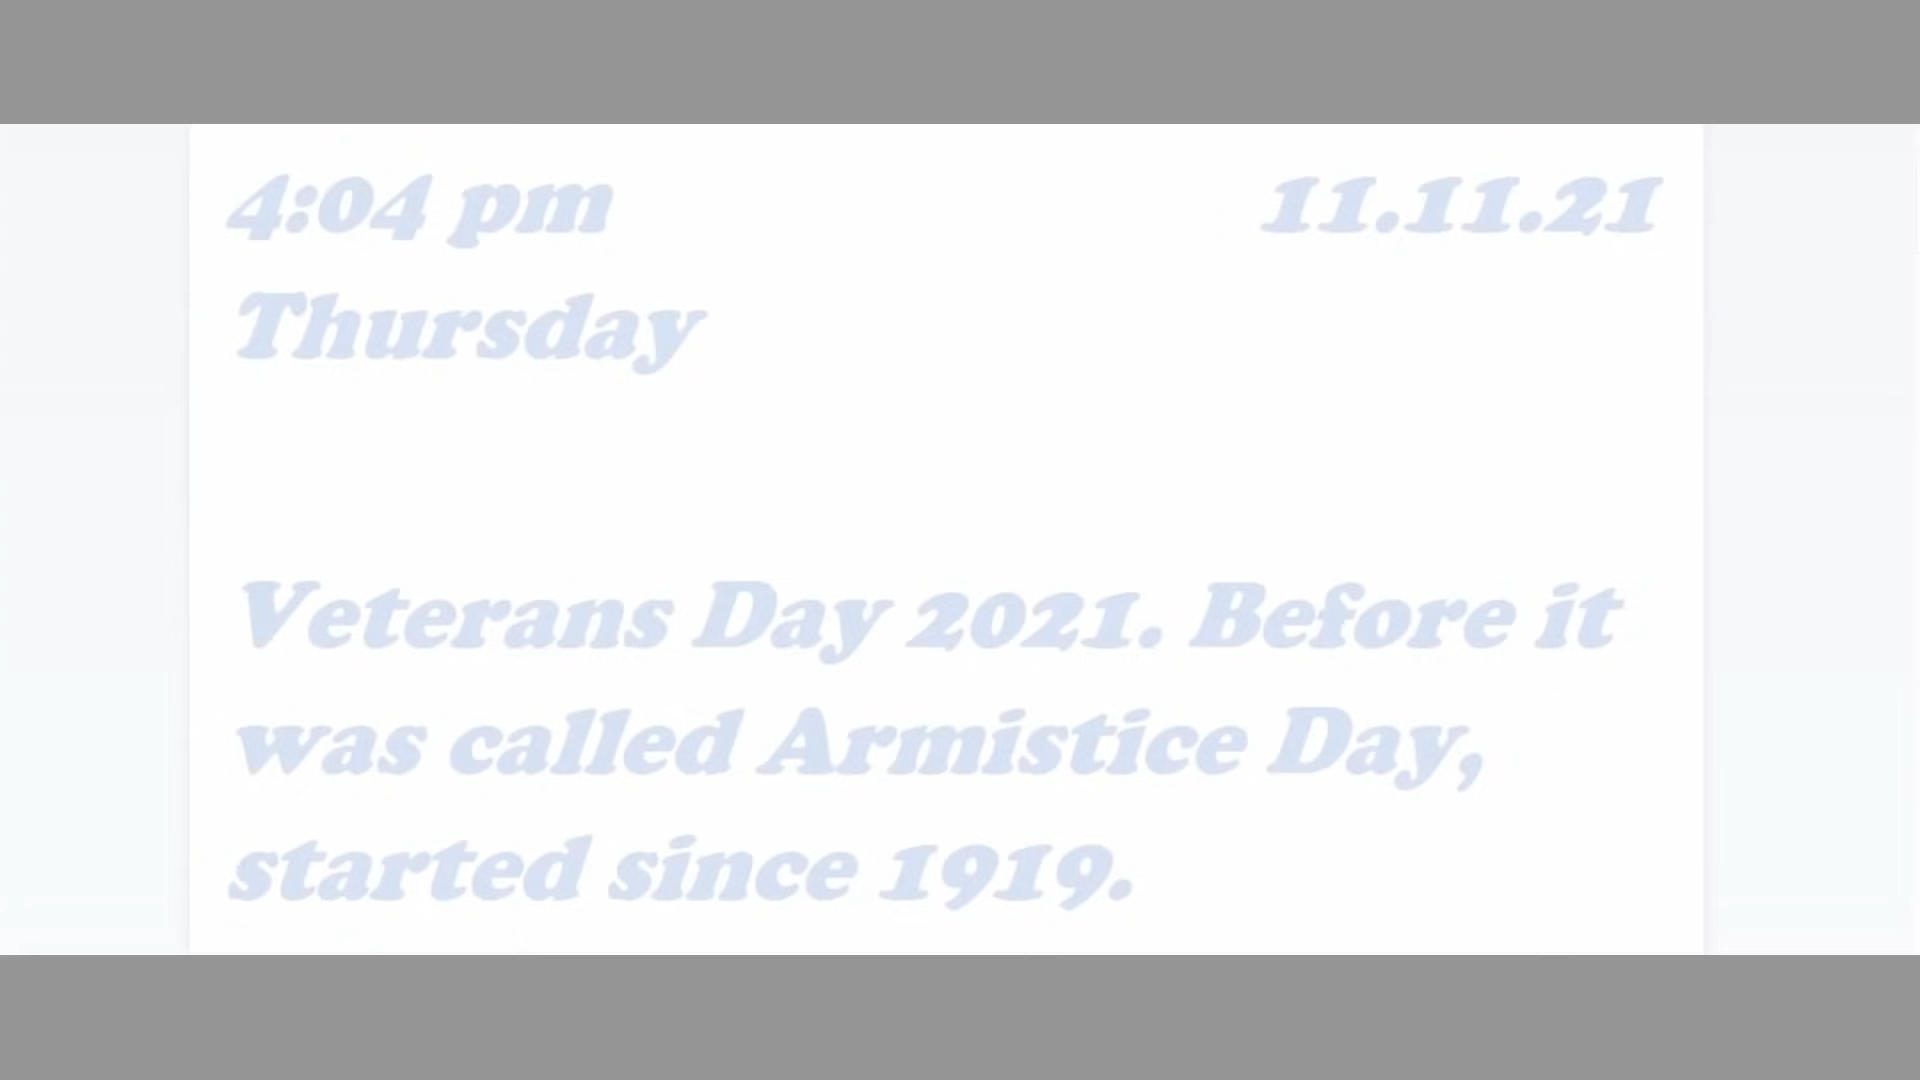 4:04 pm 11.11.21
Thursday
Veterans Day 2021. Before it
was called Armistice Day,
started since 1919.